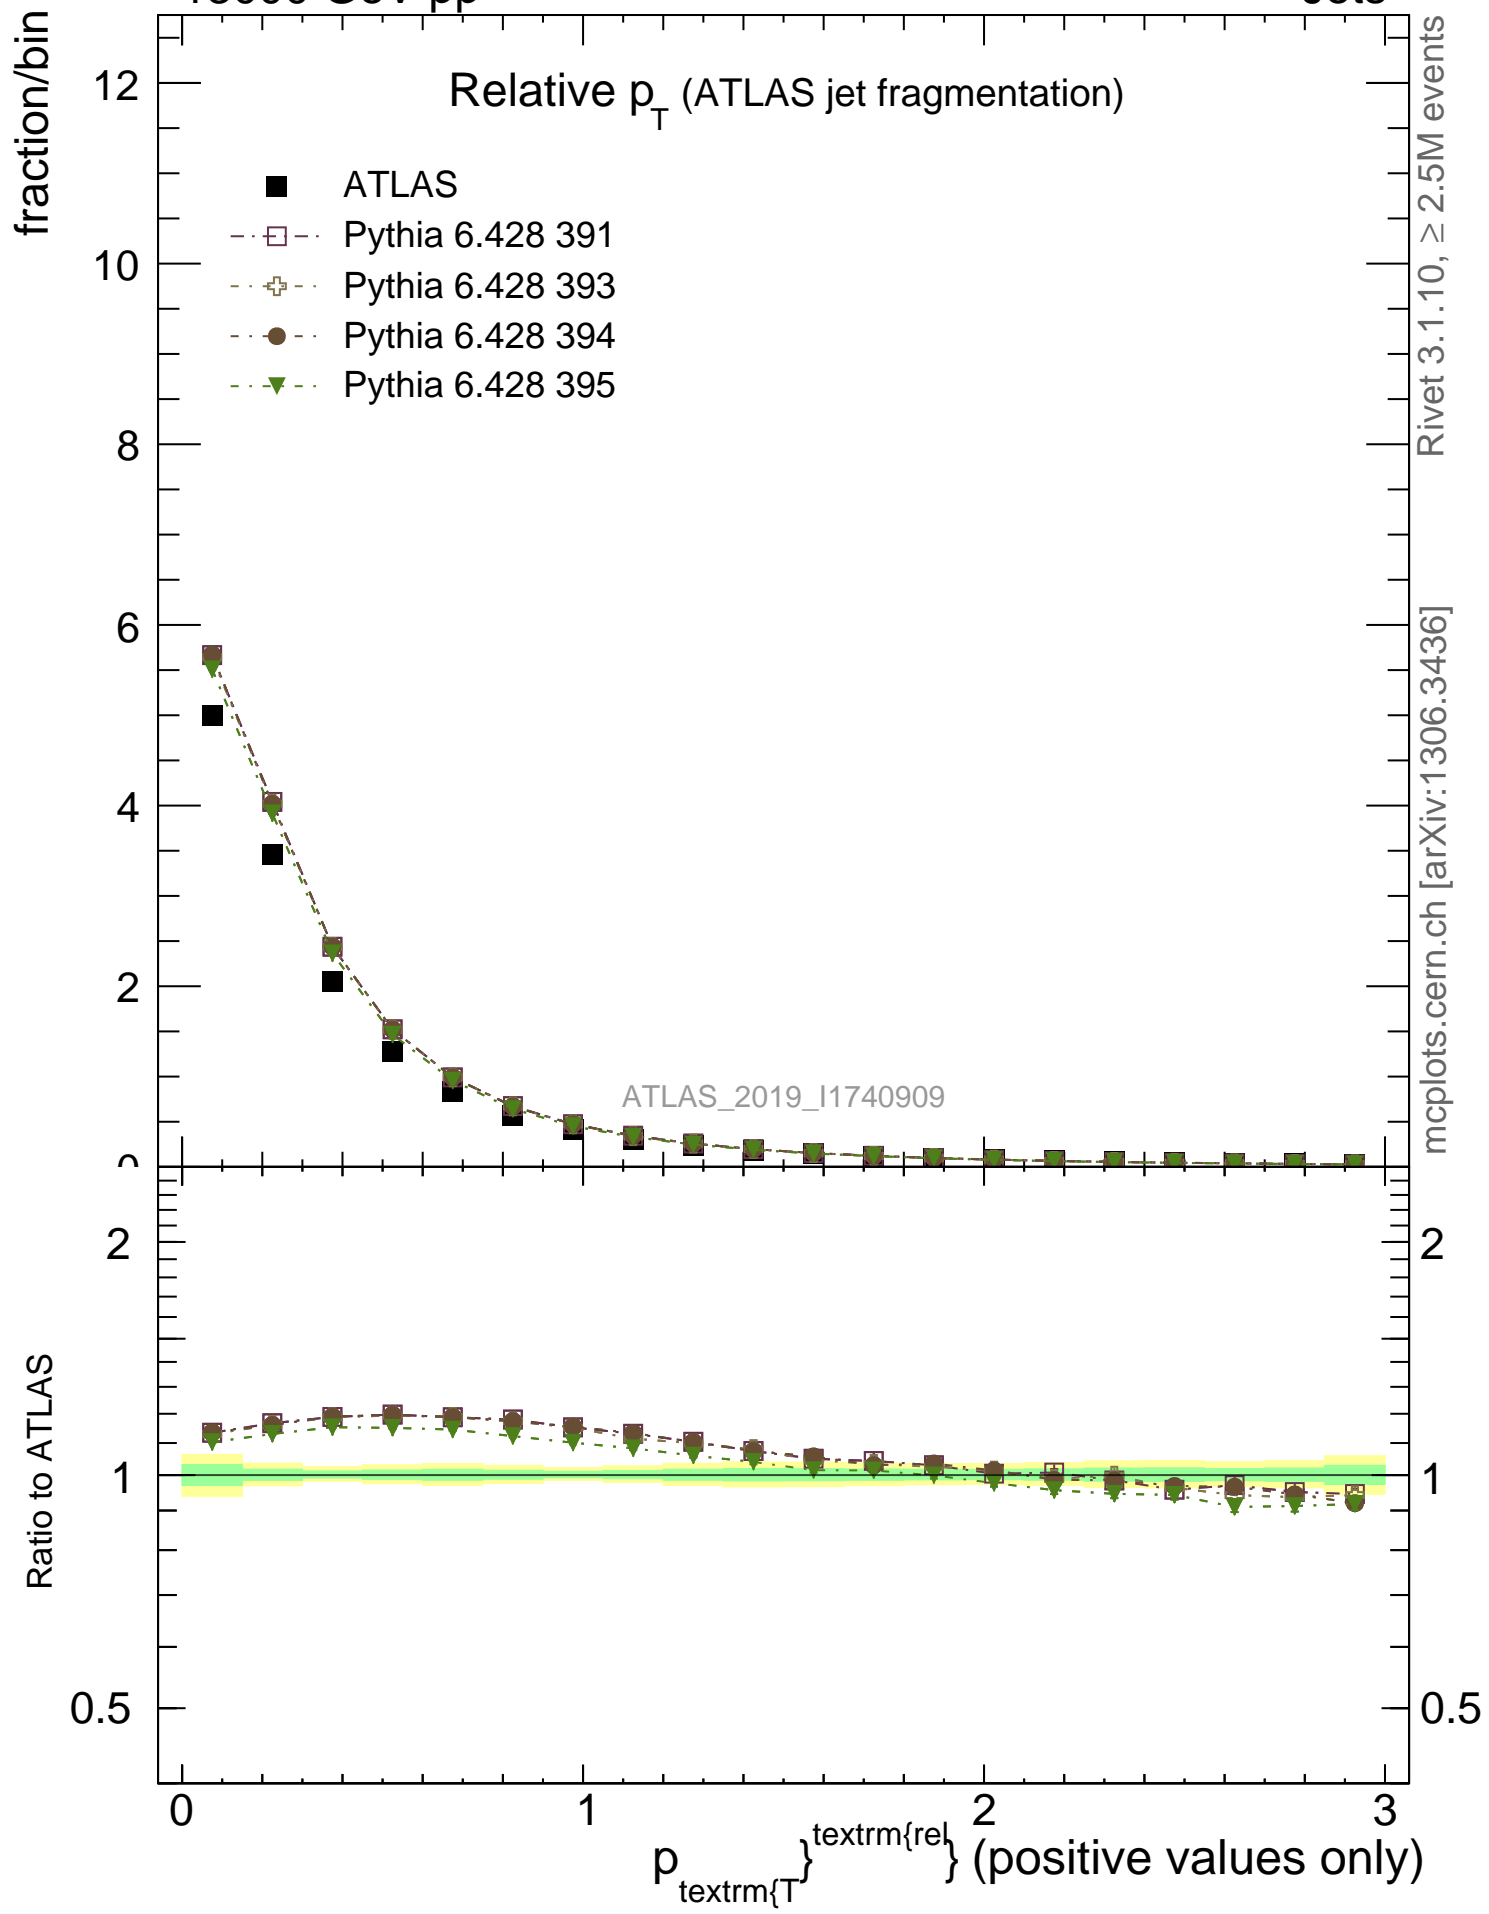 fraction/bin
12
10
8
6
4
2
Relative pT (ATLAS jet fragmentation)
ATLAS
Pythia 6.428 391
Pythia 6.428 393
Pythia 6.428 394
Pythia 6.428 395
ATLAS_2019_I1740909
Rivet 3.1.10, ≥ 2.5M events
mcplots.cern.ch [arXiv:1306.3436]
Ratio to ATLAS
2
1
0.5
2
1
0.5
0 1 2 3
p textrm{T } textrm{rel } (positive values only)